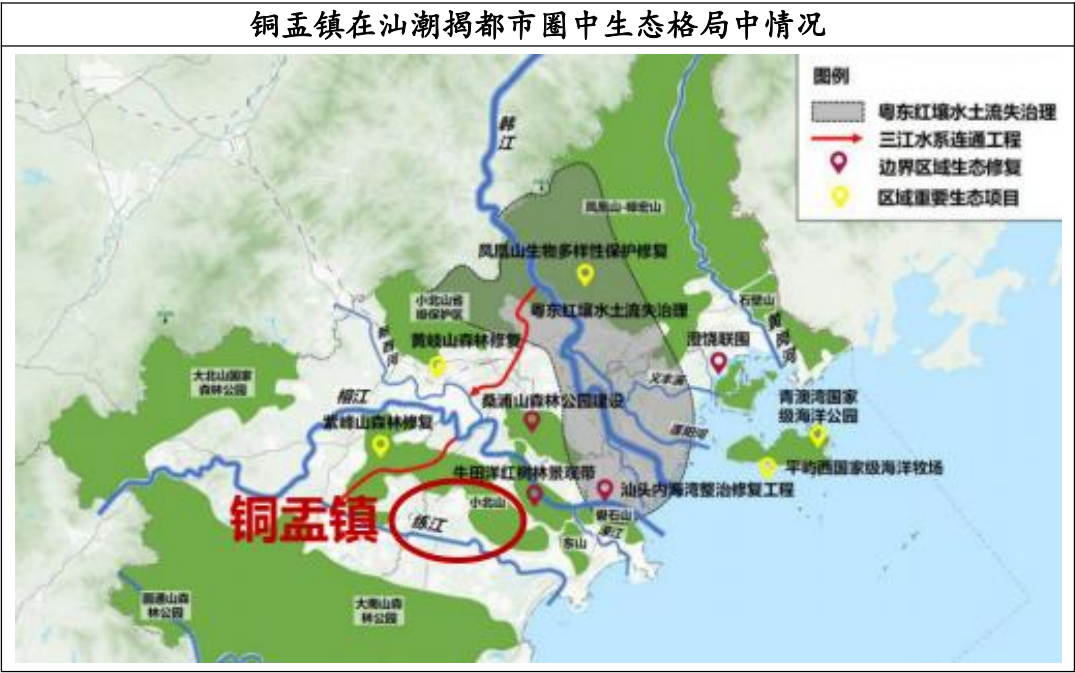 铜盂镇在汕潮揭都市圈中生态格局中情况
图例
粤东红壤水土流失治理
三江水系连通工程
边界区域生态修复
区域重要生态项目
韩江
凤凰山生物多样性保护修复
小北山省
级保护区
粤东红壤水土流失治理
石壁山
黄岐山森林修复
澄饶联围
大北山国家
森林公园
榕江
桑浦山森林公园建设
义丰溪
青澳湾国家
级海洋公园
紫峰山森林修复
莲阳河
牛田洋红树林景观带
平屿西国家级海洋牧场
汕头内海湾整治修复工程
铜盂镇
小北山
练江
礐石山
东山
大南山森
林公园